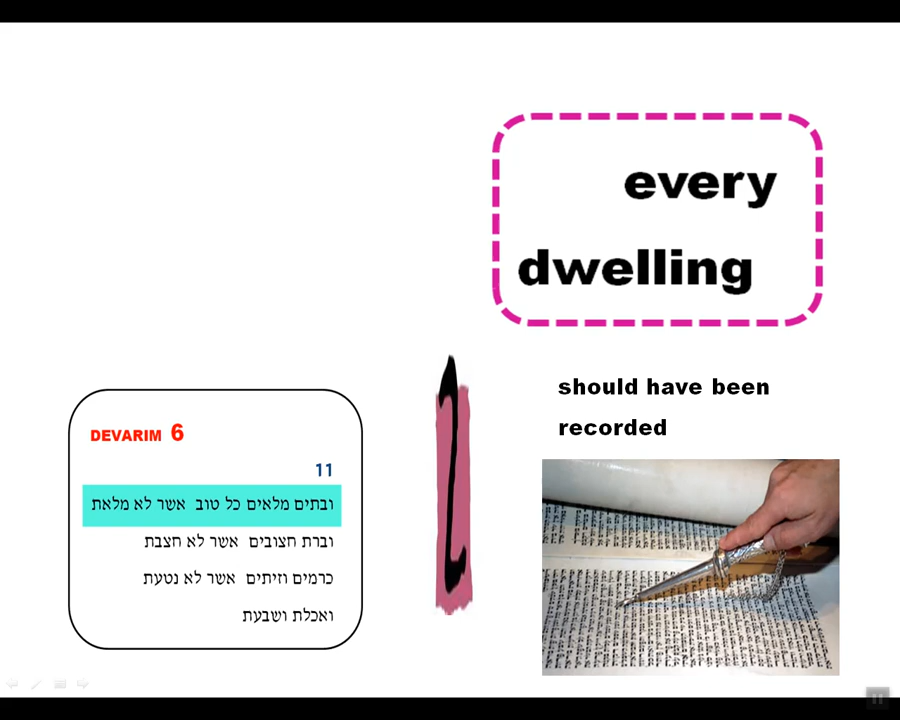 every
dwelling
should have been
recorded
DEVARIM 6
11
ובתים מלאים כל טוב אשר לא מלאת
וברת חצובים אשר לא חצבת
כרמים וזיתים אשר לא נטעת
ואכלת ושבעת